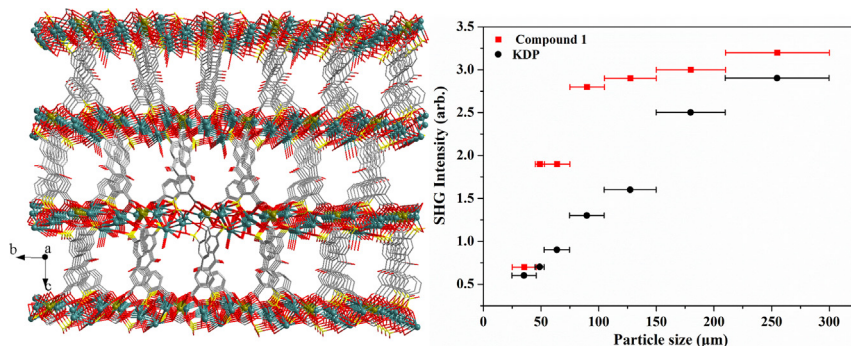 b
a
c
Compound 1
KDP
SHG Intensity (arb.)
3.5
3.0
2.5
2.0
1.5
1.0
0.5
0 50 100 150 200 250 300
Particle size (µm)